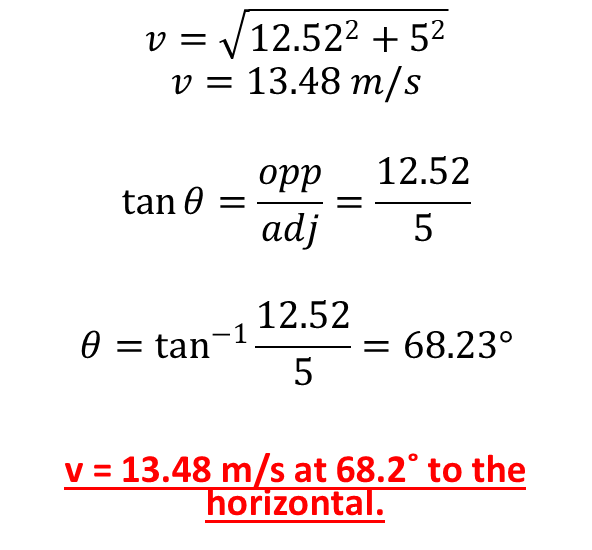 v = √12.52² + 5²
v = 13.48 m/s
tan θ = opp/adj = 12.52/5
θ = tan⁻¹ 12.52/5 = 68.23°
v = 13.48 m/s at 68.2˚ to the
horizontal.